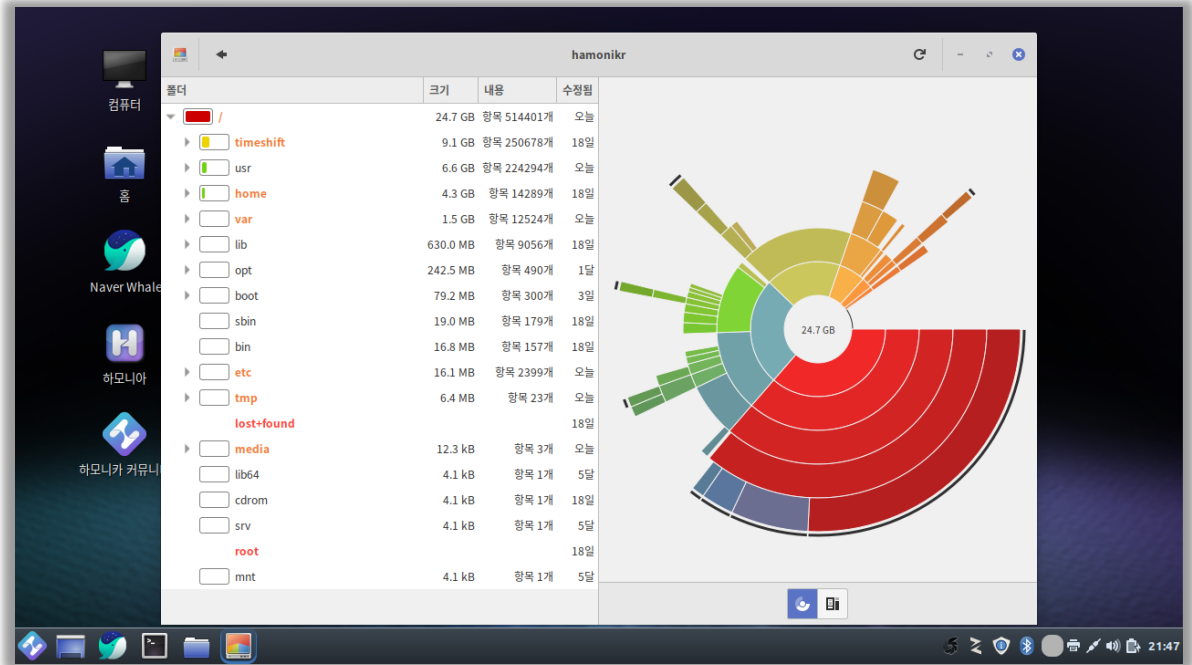 hamonikr
컴퓨터
홈
Naver Whale
하모니아
하모니카 커뮤니
폴더 크기 내용 수정됨
/ 24.7 GB 항목 514401개 오늘
timeshift 9.1 GB 항목 250678개 18일
usr 6.6 GB 항목 224294개 오늘
home 4.3 GB 항목 14289개 18일
var 1.5 GB 항목 12524개 오늘
lib 630.0 MB 항목 9056개 18일
opt 242.5 MB 항목 490개 1달
boot 79.2 MB 항목 300개 3일
sbin 19.0 MB 항목 179개 18일
bin 16.8 MB 항목 157개 18일
etc 16.1 MB 항목 2399개 오늘
tmp 6.4 MB 항목 23개 오늘
lost+found 18일
media 12.3 kB 항목 3개 오늘
lib64 4.1 kB 항목 1개 5달
cdrom 4.1 kB 항목 1개 18일
srv 4.1 kB 항목 1개 5달
root 18일
mnt 4.1 kB 항목 1개 5달
24.7 GB
21:47